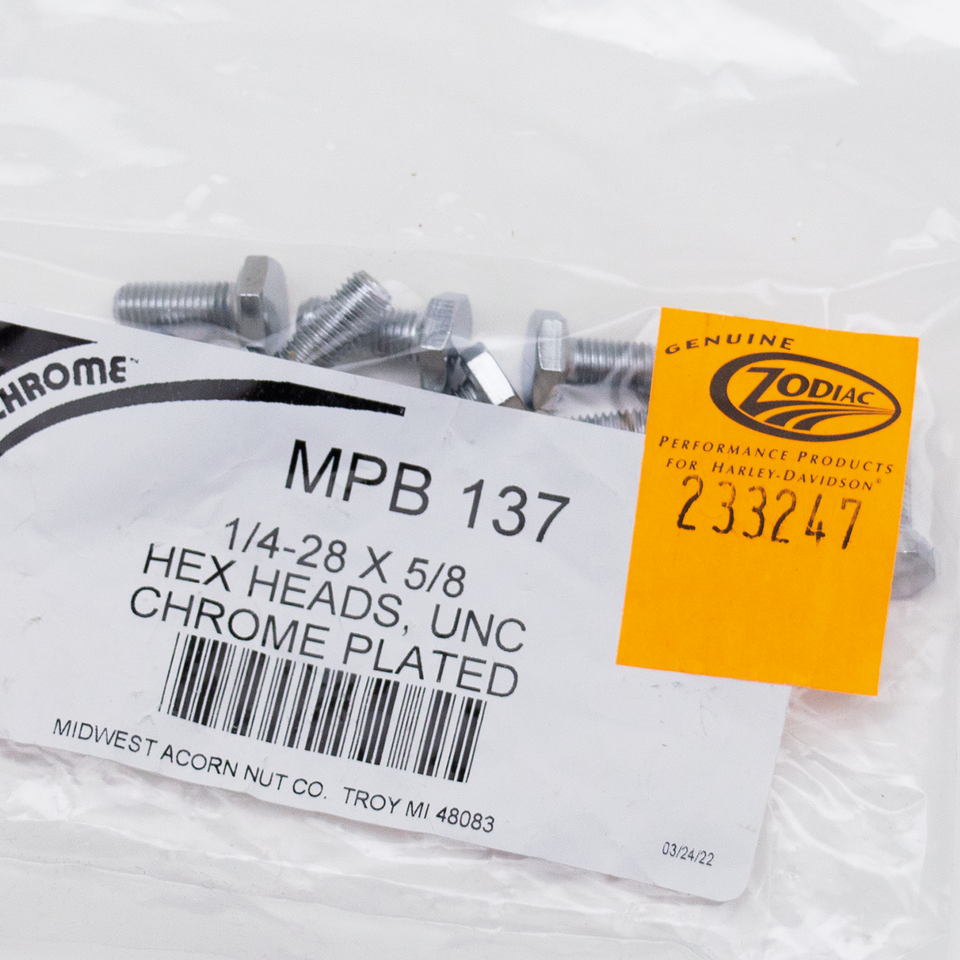 CHROME™
MPB 137
1/4-28 X 5/8
HEX HEADS, UNC
CHROME PLATED
MIDWEST ACORN NUT CO. TROY MI 48083
03/24/22
GENUINE
ZODIAC
PERFORMANCE PRODUCTS
FOR HARLEY-DAVIDSON®
233247